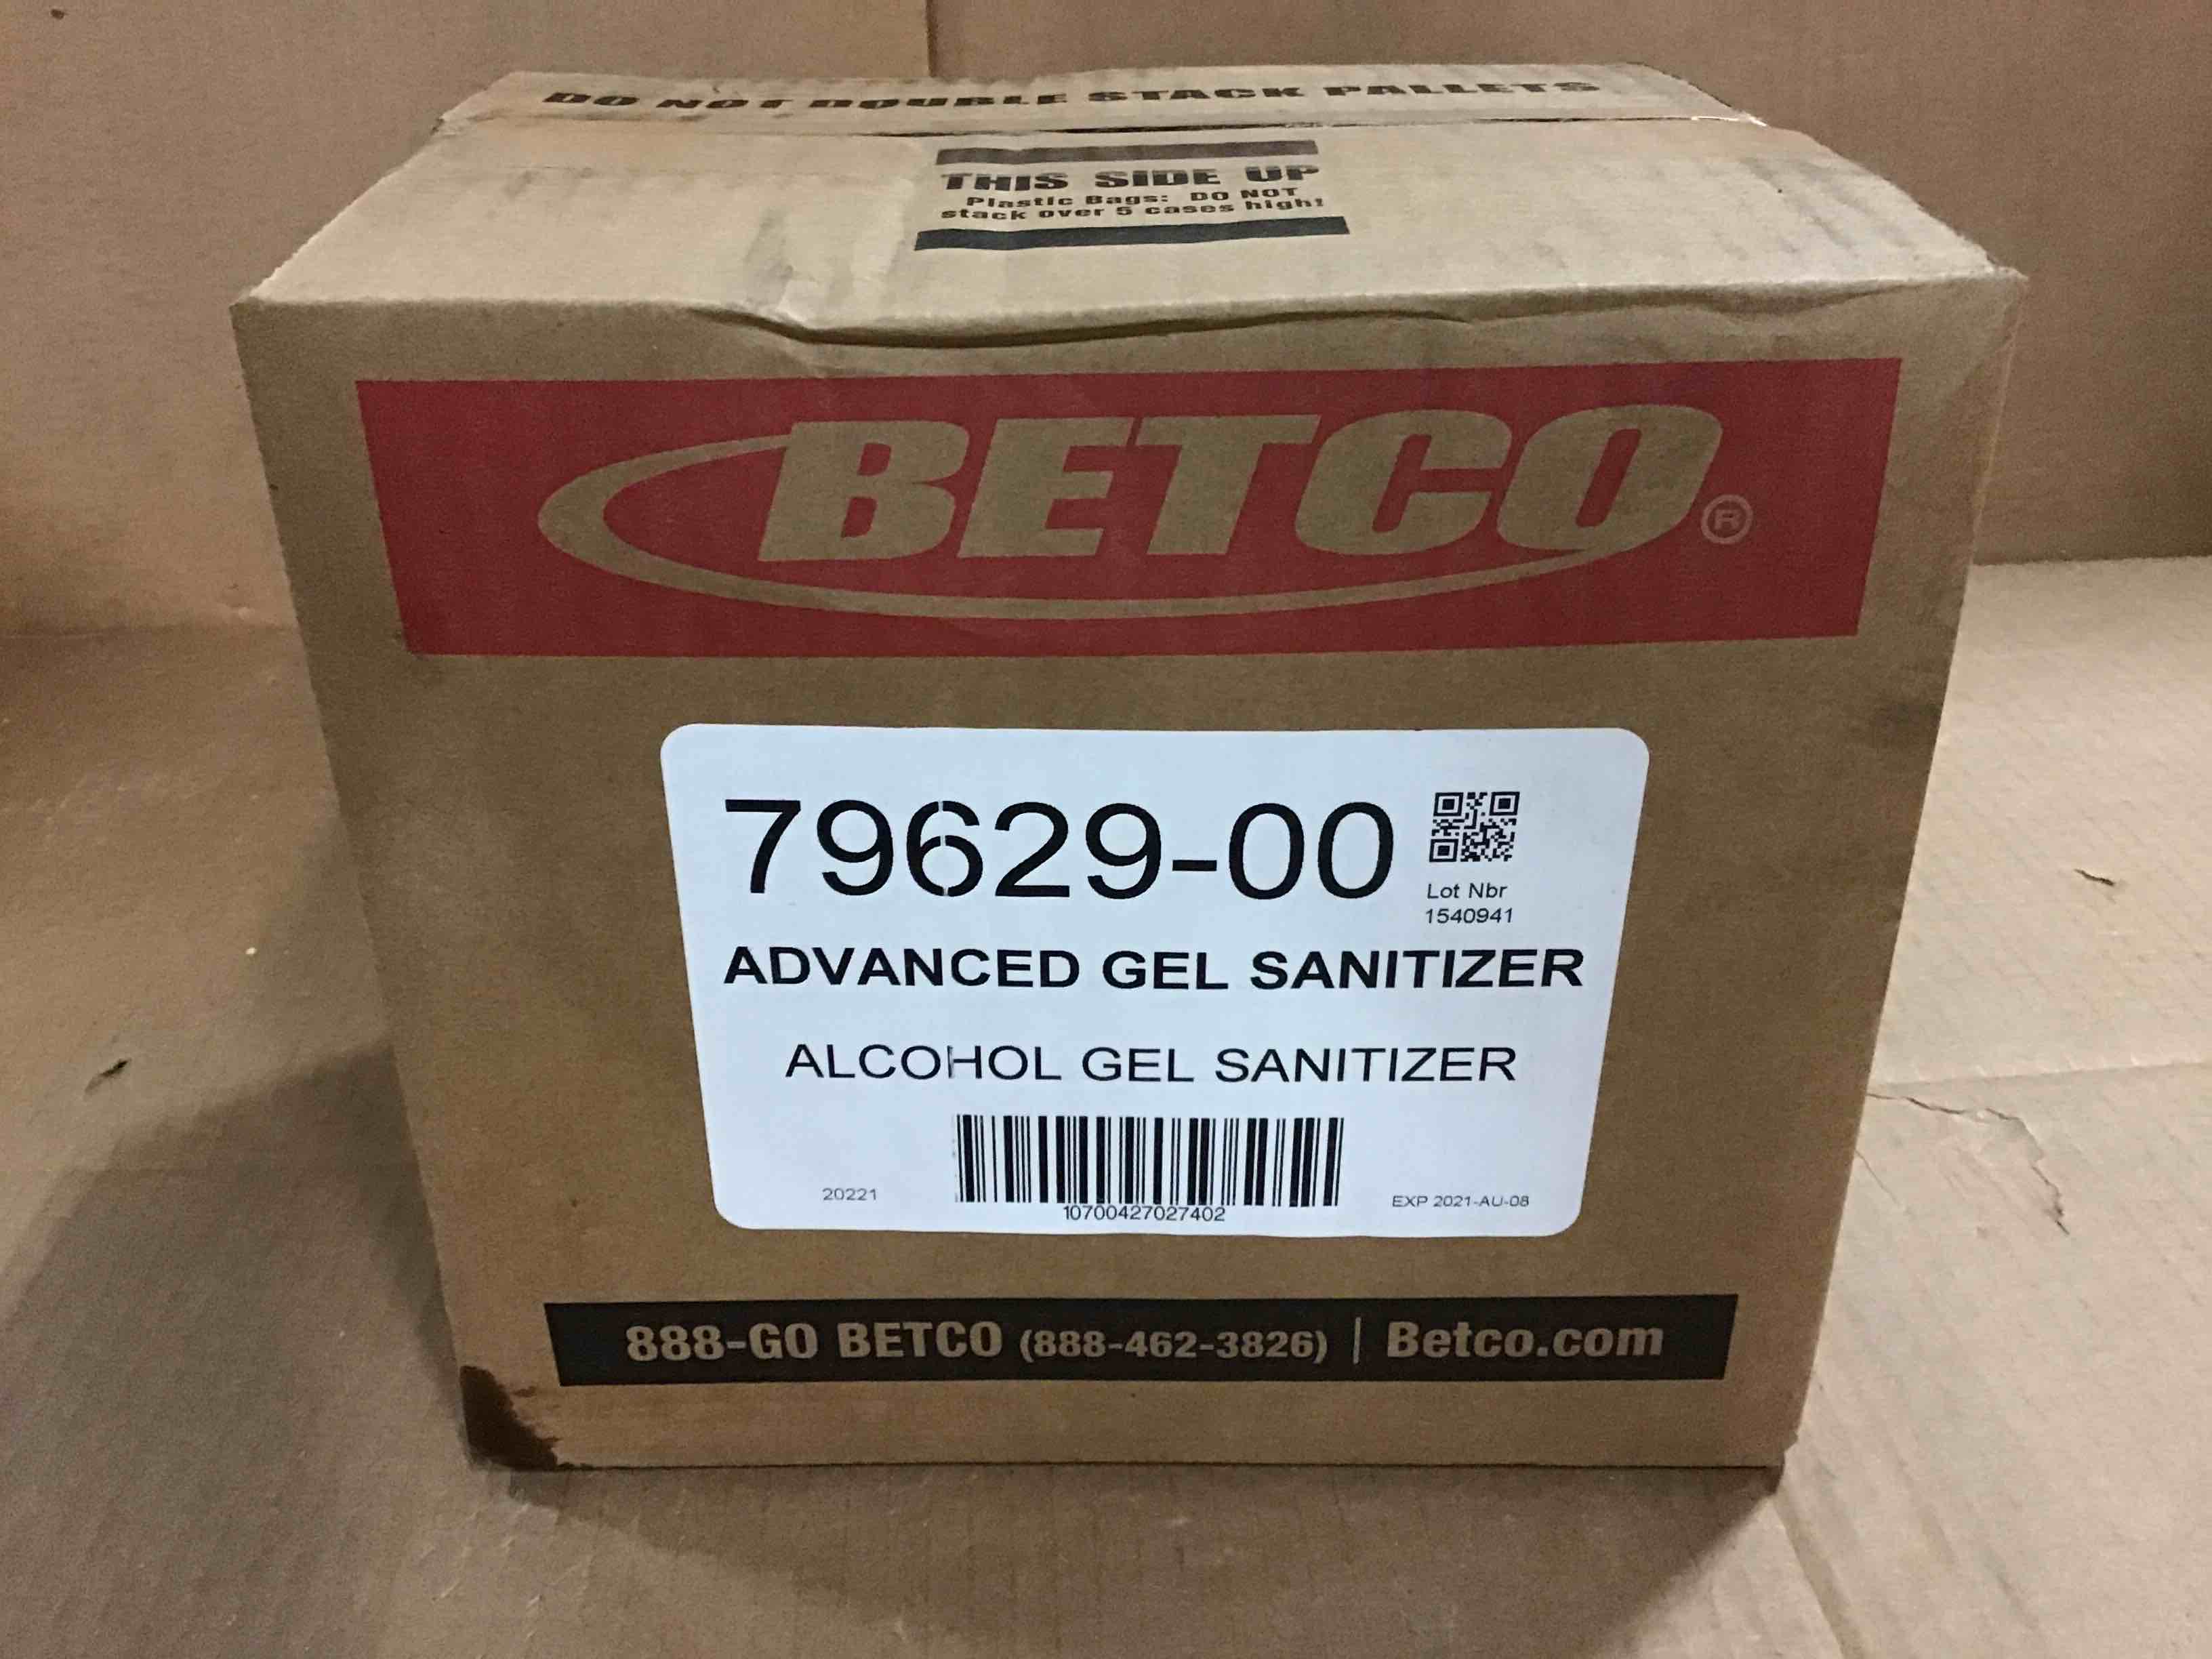 DO NOT DOUBLE STACK PALLETS
THIS SIDE UP
Plastic Bags: DO NOT
stack over 5 cases high!
BETCO®
79629-00
Lot Nbr
1540941
ADVANCED GEL SANITIZER
ALCOHOL GEL SANITIZER
20221
10700427027402
EXP 2021-AU-08
888-GO BETCO (888-462-3826) | Betco.com